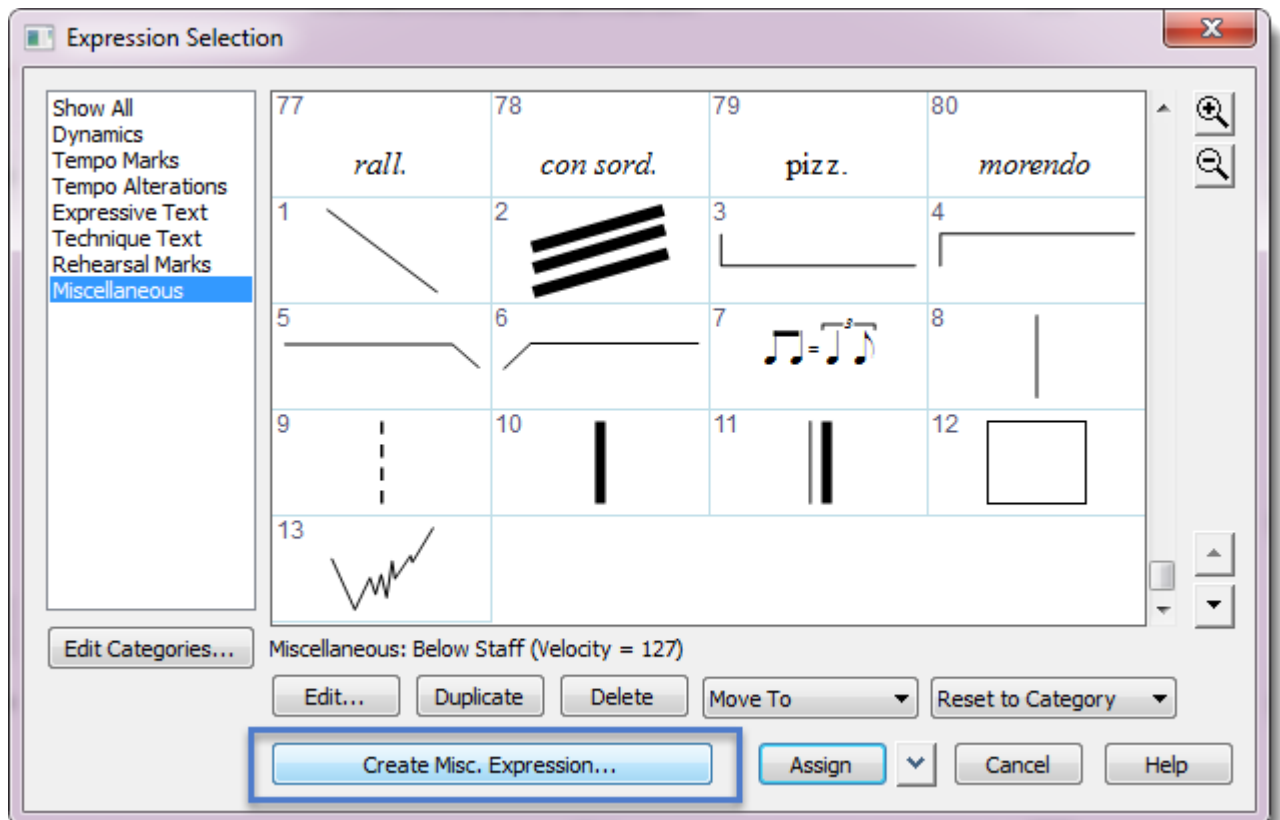 Expression Selection
Show All
Dynamics
Tempo Marks
Tempo Alterations
Expressive Text
Technique Text
Rehearsal Marks
Miscellaneous
77 78 79 80
rall. con sord. pizz. morendo
1 2 3 4
5 6 7 8
3
=
9 10 11 12
13
Edit Categories...
Miscellaneous: Below Staff (Velocity = 127)
Edit... Duplicate Delete Move To Reset to Category
Create Misc. Expression... Assign Cancel Help